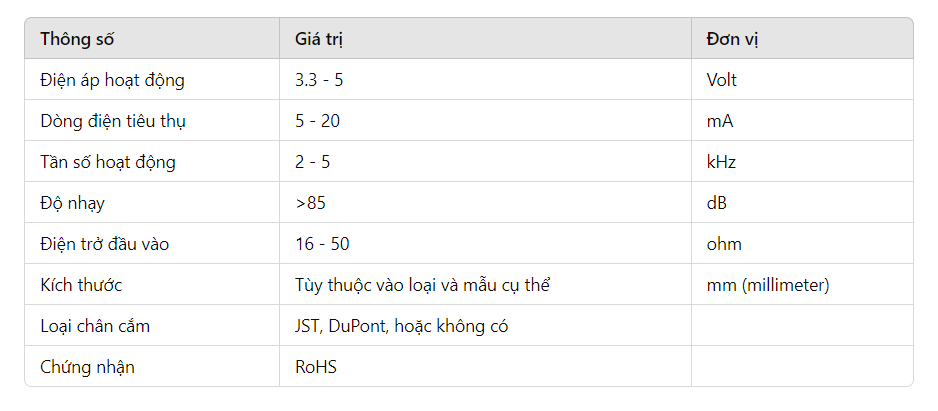 Thông số Giá trị Đơn vị
Điện áp hoạt động 3.3 - 5 Volt
Dòng điện tiêu thụ 5 - 20 mA
Tần số hoạt động 2 - 5 kHz
Độ nhạy >85 dB
Điện trở đầu vào 16 - 50 ohm
Kích thước Tùy thuộc vào loại và mẫu cụ thể mm (millimeter)
Loại chân cắm JST, DuPont, hoặc không có
Chứng nhận RoHS